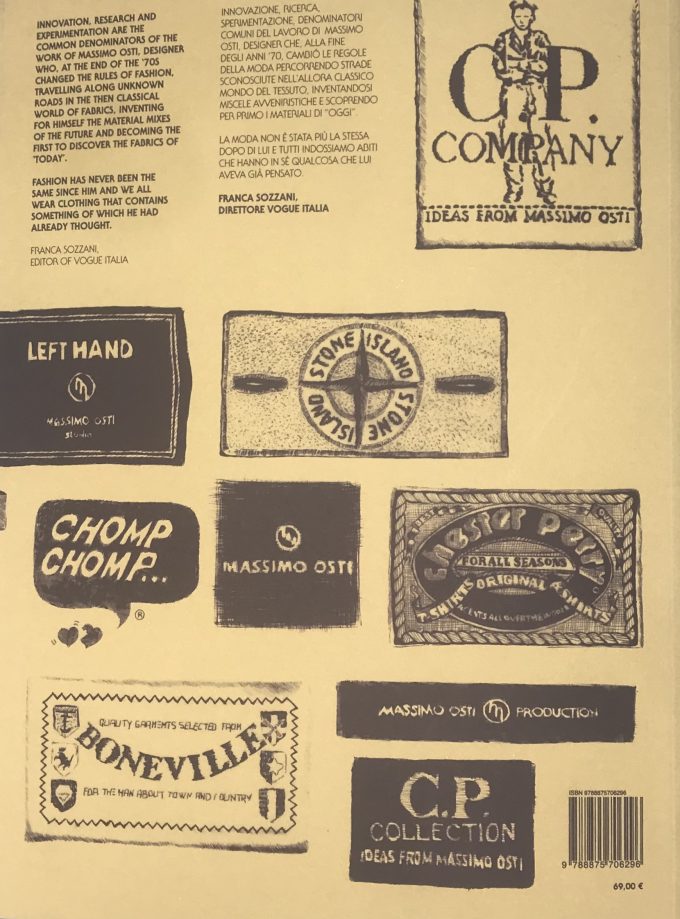 INNOVATION, RESEARCH AND
EXPERIMENTATION ARE THE
COMMON DENOMINATORS OF THE
WORK OF MASSIMO OSTI, DESIGNER
WHO, AT THE END OF THE '70S
CHANGED THE RULES OF FASHION,
TRAVELLING ALONG UNKNOWN
ROADS IN THE THEN CLASSICAL
WORLD OF FABRICS, INVENTING
FOR HIMSELF THE MATERIAL MIXES
OF THE FUTURE AND BECOMING THE
FIRST TO DISCOVER THE FABRICS OF
'TODAY'.
FASHION HAS NEVER BEEN THE
SAME SINCE HIM AND WE ALL
WEAR CLOTHING THAT CONTAINS
SOMETHING OF WHICH HE HAD
ALREADY THOUGHT.
FRANCA SOZZANI,
EDITOR OF VOGUE ITALIA
INNOVAZIONE, RICERCA,
SPERIMENTAZIONE, DENOMINATORI
COMUNI DEL LAVORO DI MASSIMO
OSTI, DESIGNER CHE, ALLA FINE
DEGLI ANNI '70, CAMBIÒ LE REGOLE
DELLA MODA PERCORRENDO STRADE
SCONOSCIUTE NELL'ALLORA CLASSICO
MONDO DEL TESSUTO, INVENTANDOSI
MISCELE AVVENIRISTICHE E SCOPRENDO
PER PRIMO I MATERIALI DI "OGGI".
LA MODA NON È STATA PIÙ LA STESSA
DOPO DI LUI E TUTTI INDOSSIAMO ABITI
CHE HANNO IN SÉ QUALCOSA CHE LUI
AVEVA GIÀ PENSATO.
FRANCA SOZZANI,
DIRETTORE VOGUE ITALIA
C.P.
COMPANY
IDEAS FROM MASSIMO OSTI
LEFT HAND
MASSIMO OSTI
studio
STONE ISLAND
STONE ISLAND
CHOMP
CHOMP...
®
MASSIMO OSTI
chester perry
FOR ALL SEASONS
ORIGINAL
T-SHIRTS & SHIRTS
QUALITY GARMENTS SELECTED FROM
BONEVILLE
FOR THE MAN ABOUT TOWN AND COUNTRY
MASSIMO OSTI PRODUCTION
C.P.
COLLECTION
IDEAS FROM MASSIMO OSTI
ISBN 9788875706296
9 788875 706296
69,00 €